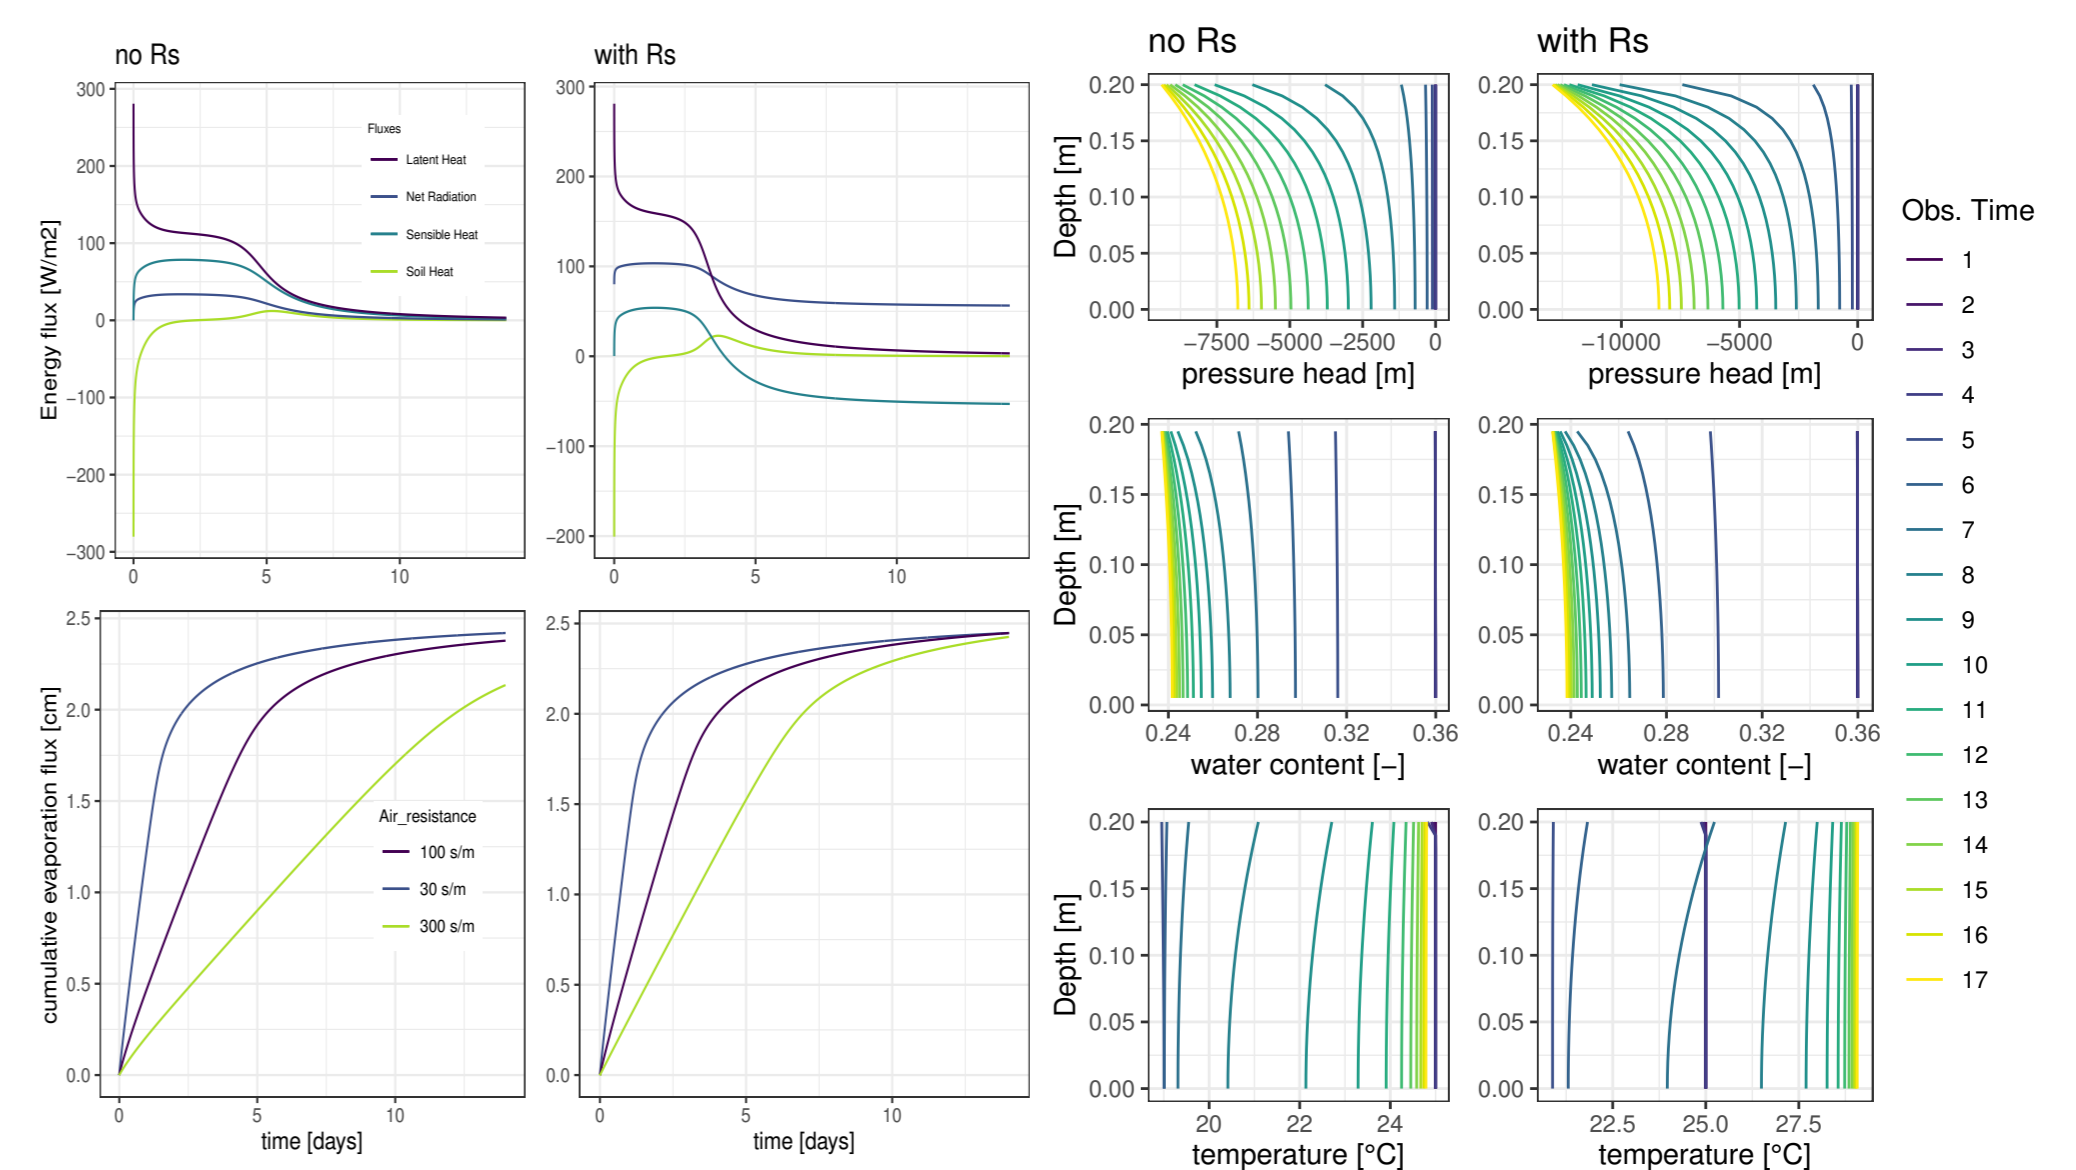 no Rs
with Rs
no Rs
with Rs
300
200
100
0
−100
−200
−300
Energy flux [W/m2]
0
5
10
Fluxes
Latent Heat
Net Radiation
Sensible Heat
Soil Heat
300
200
100
0
−100
−200
0
5
10
2.5
2.0
1.5
1.0
0.5
0.0
cumulative evaporation flux [cm]
0
5
10
time [days]
Air_resistance
100 s/m
30 s/m
300 s/m
2.5
2.0
1.5
1.0
0.5
0.0
0
5
10
time [days]
0.20
0.15
0.10
0.05
0.00
Depth [m]
−7500 −5000 −2500 0
pressure head [m]
0.20
0.15
0.10
0.05
0.00
−10000 −5000 0
pressure head [m]
0.20
0.15
0.10
0.05
0.00
Depth [m]
0.24 0.28 0.32 0.36
water content [−]
0.20
0.15
0.10
0.05
0.00
0.24 0.28 0.32 0.36
water content [−]
0.20
0.15
0.10
0.05
0.00
Depth [m]
20 22 24
temperature [°C]
0.20
0.15
0.10
0.05
0.00
22.5 25.0 27.5
temperature [°C]
Obs. Time
1
2
3
4
5
6
7
8
9
10
11
12
13
14
15
16
17